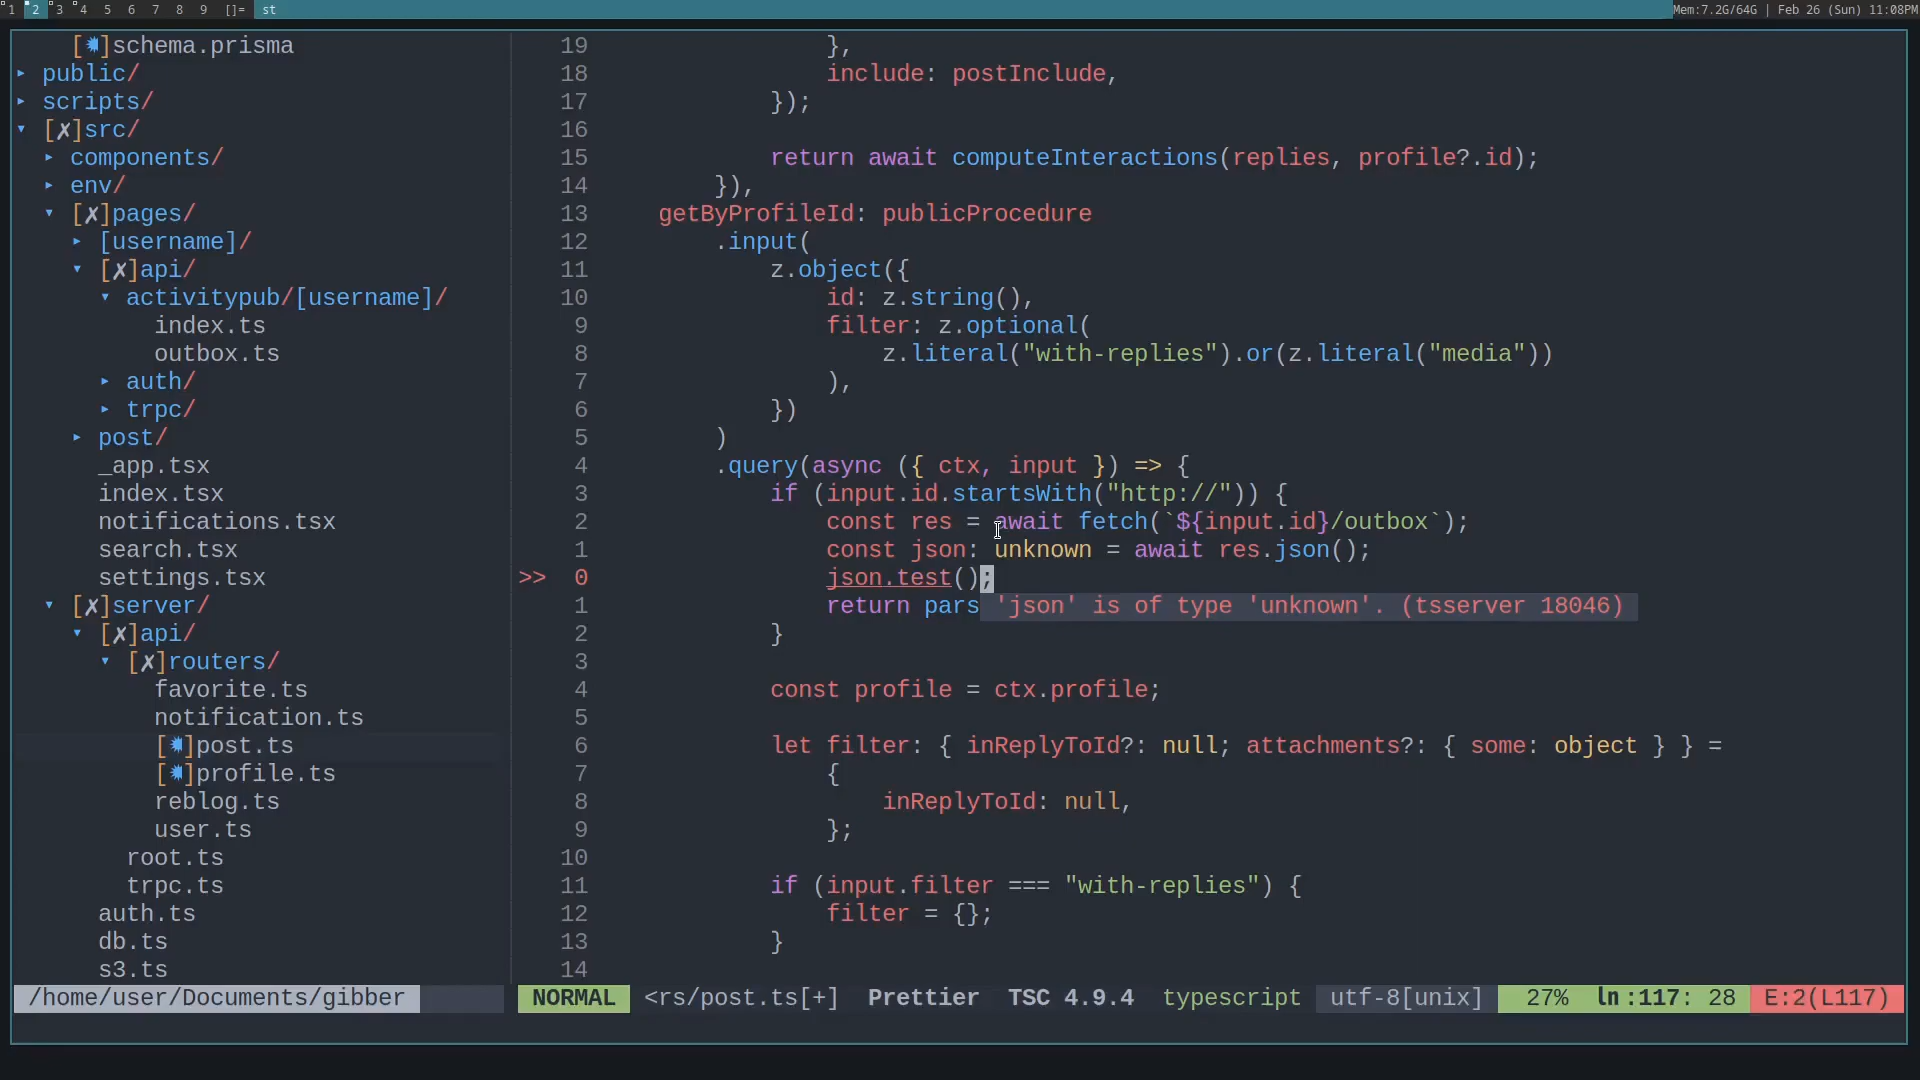 1 2 3 4 5 6 7 8 9 []= st
Mem:7.2G/64G | Feb 26 (Sun) 11:08PM
[✹]schema.prisma
▸ public/
▸ scripts/
▾ [✗]src/
▸ components/
▸ env/
▾ [✗]pages/
▸ [username]/
▾ [✗]api/
▾ activitypub/[username]/
index.ts
outbox.ts
▸ auth/
▸ trpc/
▸ post/
_app.tsx
index.tsx
notifications.tsx
search.tsx
settings.tsx
▾ [✗]server/
▾ [✗]api/
▾ [✗]routers/
favorite.ts
notification.ts
[✹]post.ts
[✹]profile.ts
reblog.ts
user.ts
root.ts
trpc.ts
auth.ts
db.ts
s3.ts
/home/user/Documents/gibber
19 },
18 include: postInclude,
17 });
16
15 return await computeInteractions(replies, profile?.id);
14 }),
13 getByProfileId: publicProcedure
12 .input(
11 z.object({
10 id: z.string(),
9 filter: z.optional(
8 z.literal("with-replies").or(z.literal("media"))
7 ),
6 })
5 )
4 .query(async ({ ctx, input }) => {
3 if (input.id.startsWith("http://")) {
2 const res = await fetch(`${input.id}/outbox`);
1 const json: unknown = await res.json();
>> 0 json.test();
1 return pars 'json' is of type 'unknown'. (tsserver 18046)
2 }
3
4 const profile = ctx.profile;
5
6 let filter: { inReplyToId?: null; attachments?: { some: object } } =
7 {
8 inReplyToId: null,
9 };
10
11 if (input.filter === "with-replies") {
12 filter = {};
13 }
14
NORMAL <rs/post.ts[+] Prettier TSC 4.9.4 typescript utf-8[unix] 27% ln:117: 28 E:2(L117)